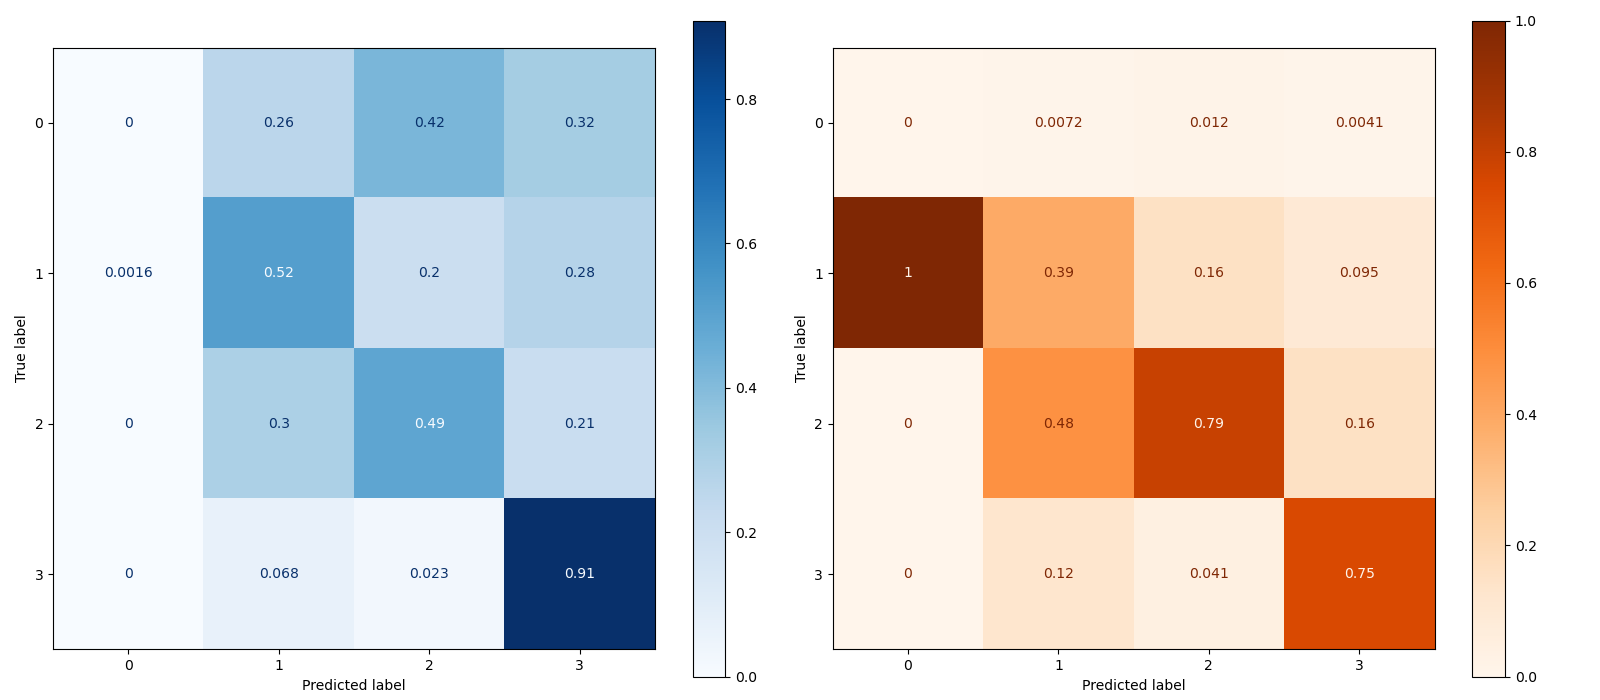 0 0.26 0.42 0.32
1 0.0016 0.52 0.2 0.28
2 0 0.3 0.49 0.21
3 0 0.068 0.023 0.91
0 1 2 3
Predicted label
True label
0.8
0.6
0.4
0.2
0.0
0 0 0.0072 0.012 0.0041
1 1 0.39 0.16 0.095
2 0 0.48 0.79 0.16
3 0 0.12 0.041 0.75
0 1 2 3
Predicted label
True label
1.0
0.8
0.6
0.4
0.2
0.0